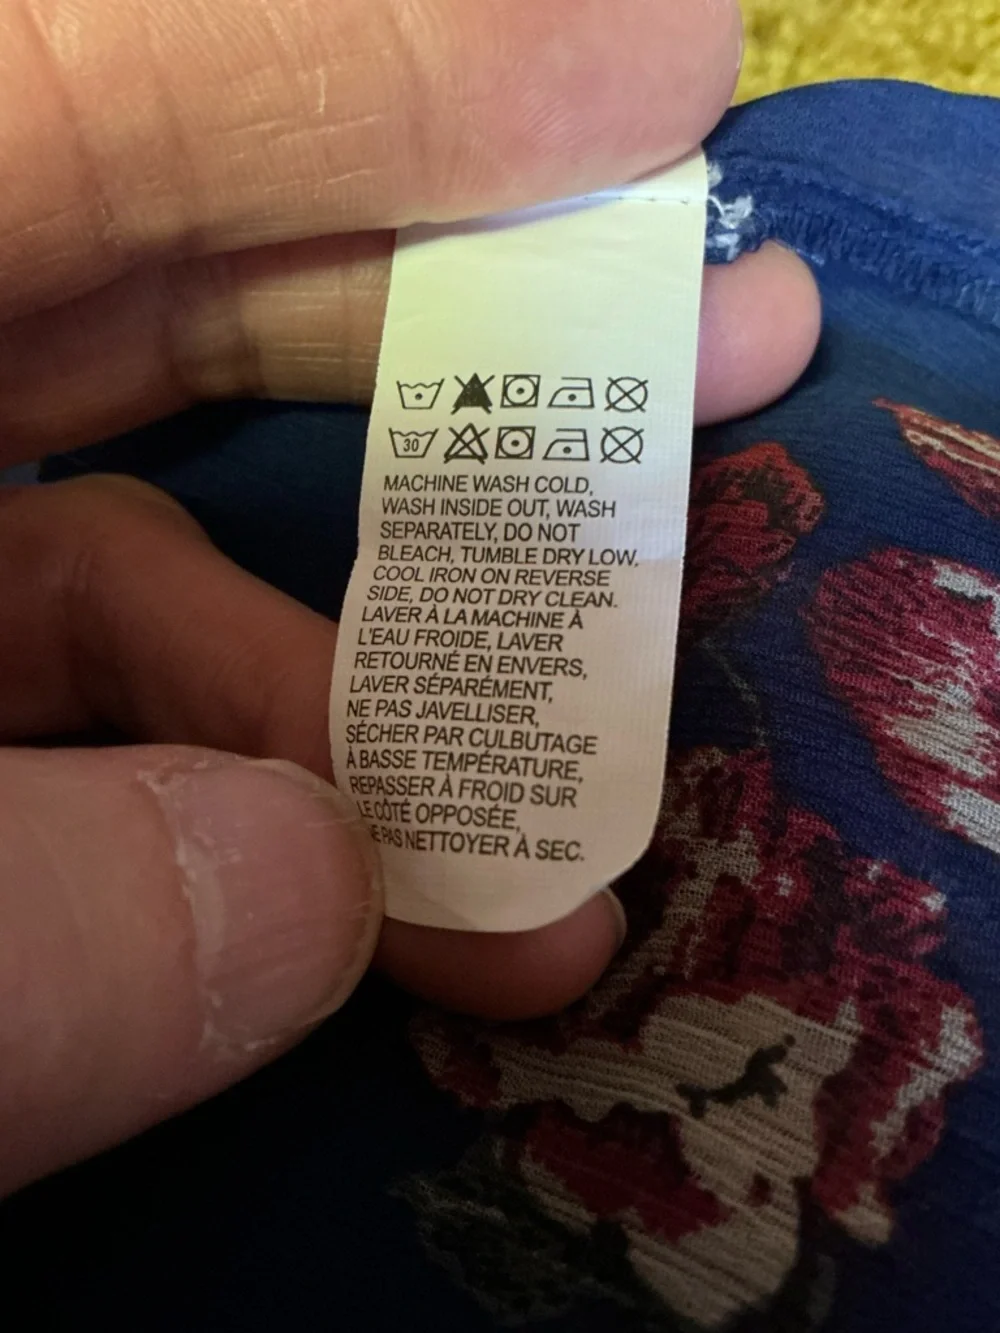 30
MACHINE WASH COLD,
WASH INSIDE OUT, WASH
SEPARATELY, DO NOT
BLEACH, TUMBLE DRY LOW.
COOL IRON ON REVERSE
SIDE, DO NOT DRY CLEAN.
LAVER À LA MACHINE À
L'EAU FROIDE, LAVER
RETOURNÉ EN ENVERS,
LAVER SÉPARÉMENT,
NE PAS JAVELLISER,
SÉCHER PAR CULBUTAGE
À BASSE TEMPÉRATURE,
REPASSER À FROID SUR
LE CÔTÉ OPPOSÉE,
NE PAS NETTOYER À SEC.